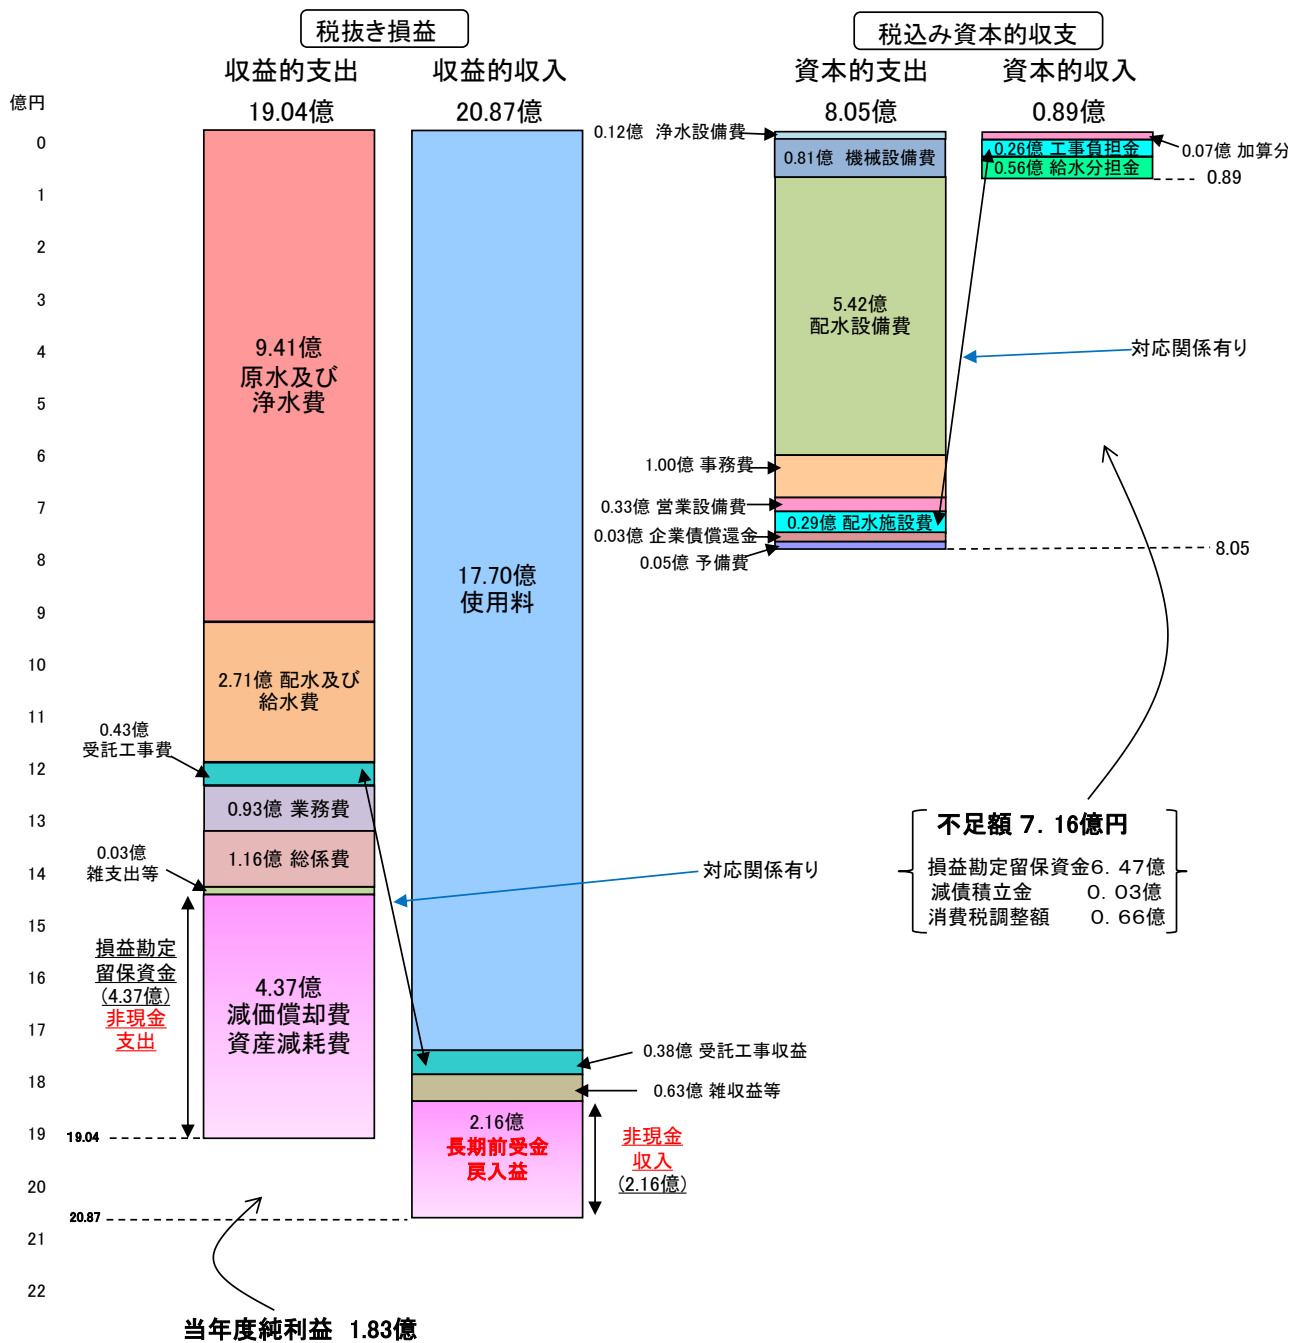 税抜き損益
税込み資本的収支
収益的支出
収益的収入
資本的支出
資本的収入
億円
19.04億
20.87億
8.05億
0.89億
0
1
2
3
4
5
6
7
8
9
10
11
12
13
14
15
16
17
18
19
20
21
22
9.41億
原水及び
浄水費
2.71億 配水及び
給水費
0.43億
受託工事費
0.93億 業務費
1.16億 総係費
0.03億
雑支出等
損益勘定
留保資金
(4.37億)
非現金
支出
4.37億
減価償却費
資産減耗費
19.04
20.87
17.70億
使用料
0.38億 受託工事収益
0.63億 雑収益等
2.16億
長期前受金
戻入益
非現金
収入
(2.16億)
対応関係有り
当年度純利益 1.83億
0.12億 浄水設備費
0.81億 機械設備費
5.42億
配水設備費
1.00億 事務費
0.33億 営業設備費
0.29億 配水施設費
0.03億 企業債償還金
0.05億 予備費
0.26億 工事負担金
0.07億 加算分
0.56億 給水分担金
0.89
対応関係有り
8.05
不足額 7.16億円
損益勘定留保資金6.47億
減債積立金 0.03億
消費税調整額 0.66億